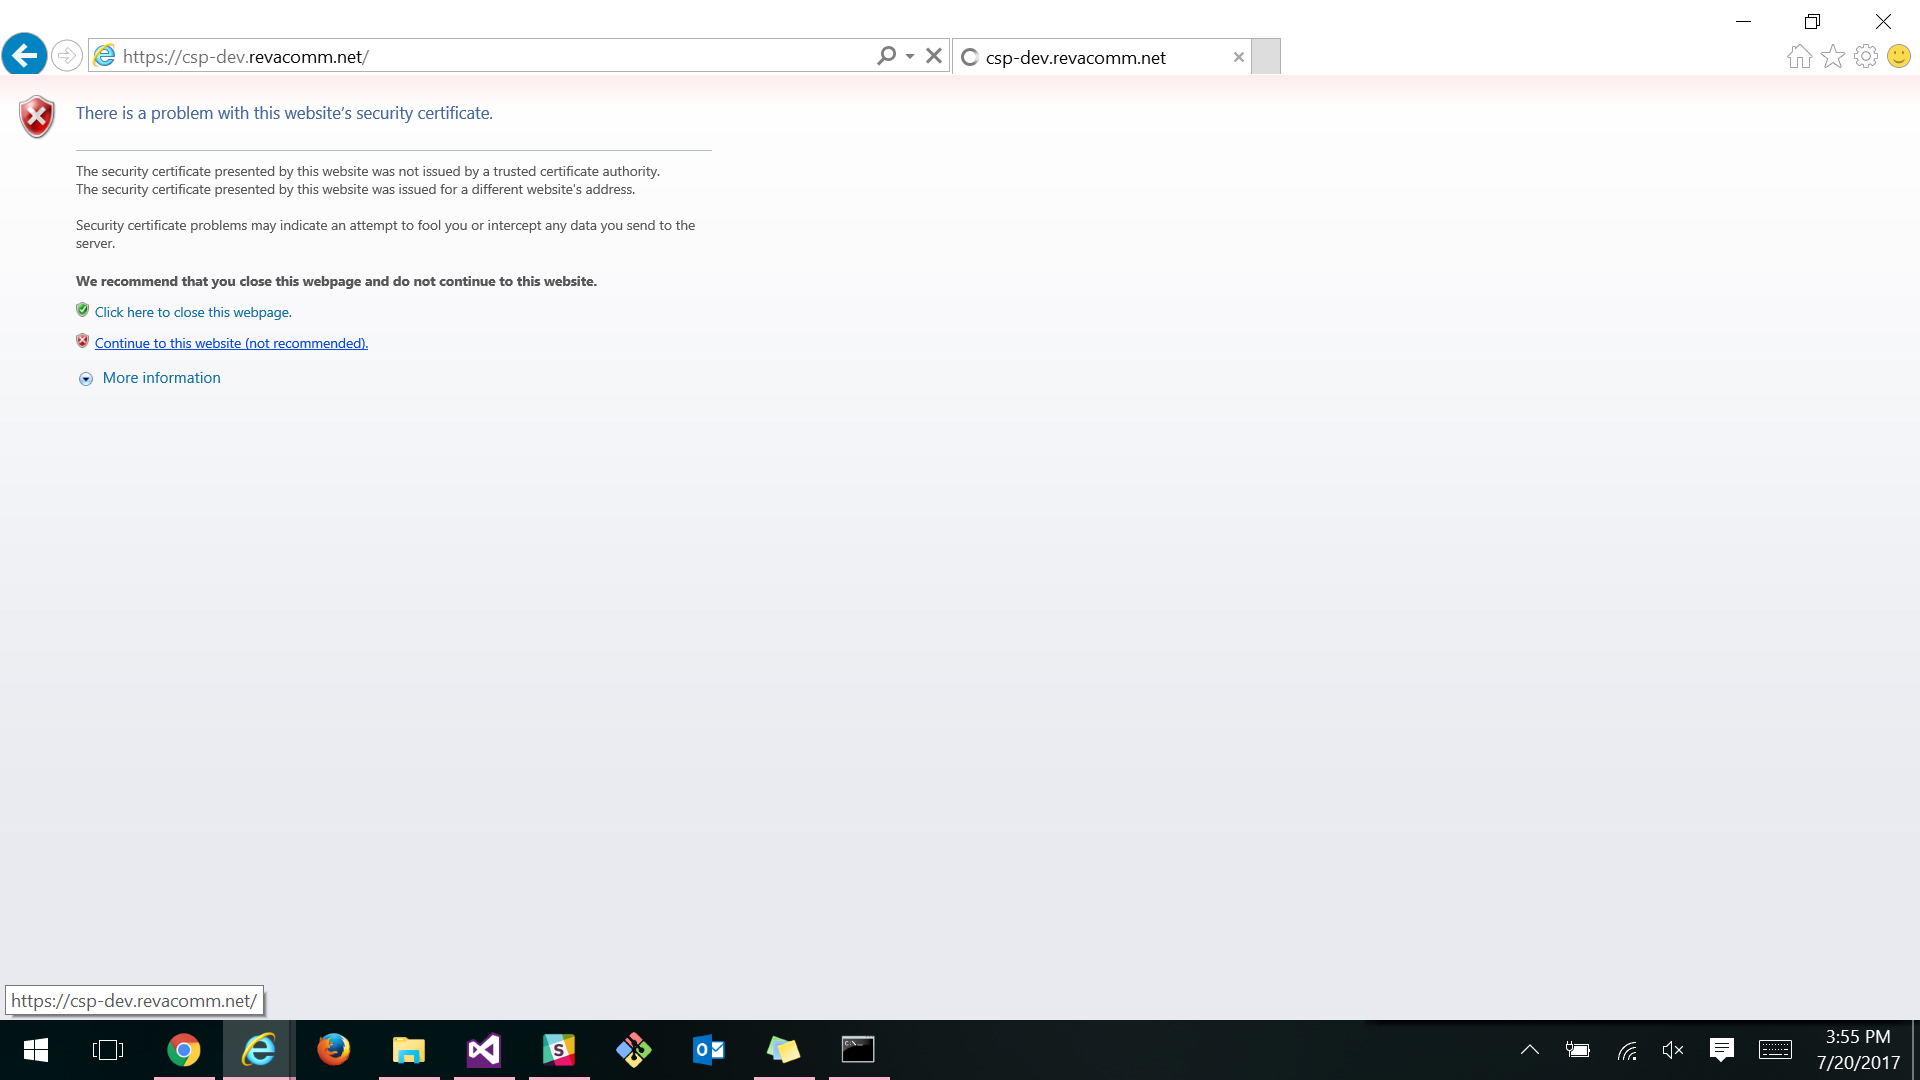 https://csp-dev.revacomm.net/
csp-dev.revacomm.net
There is a problem with this website's security certificate.
The security certificate presented by this website was not issued by a trusted certificate authority.
The security certificate presented by this website was issued for a different website's address.
Security certificate problems may indicate an attempt to fool you or intercept any data you send to the
server.
We recommend that you close this webpage and do not continue to this website.
Click here to close this webpage.
Continue to this website (not recommended).
More information
https://csp-dev.revacomm.net/
3:55 PM
7/20/2017